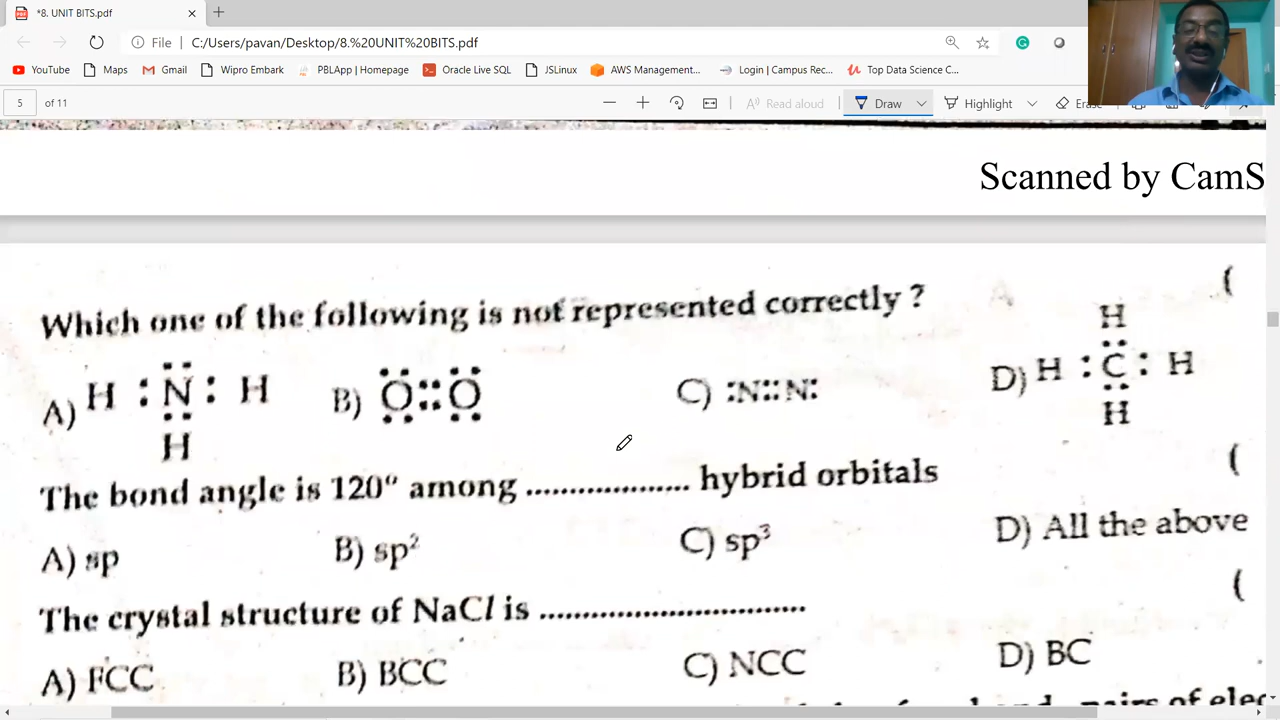 *8. UNIT BITS.pdf
File C:/Users/pavan/Desktop/8.%20UNIT%20BITS.pdf
YouTube Maps Gmail Wipro Embark PBLApp | Homepage Oracle Live SQL JSLinux AWS Management... Login | Campus Rec... Top Data Science C...
5 of 11 Read aloud Draw Highlight Erase
Scanned by CamS
Which one of the following is not represented correctly ? (
A) H : N : H B) O :: O C) :N:::N: D) H : C : H
H H
H
The bond angle is 120° among .................. hybrid orbitals (
A) sp B) sp² C) sp³ D) All the above
The crystal structure of NaCl is ............................. (
A) FCC B) BCC C) NCC D) BC
pairs of elec